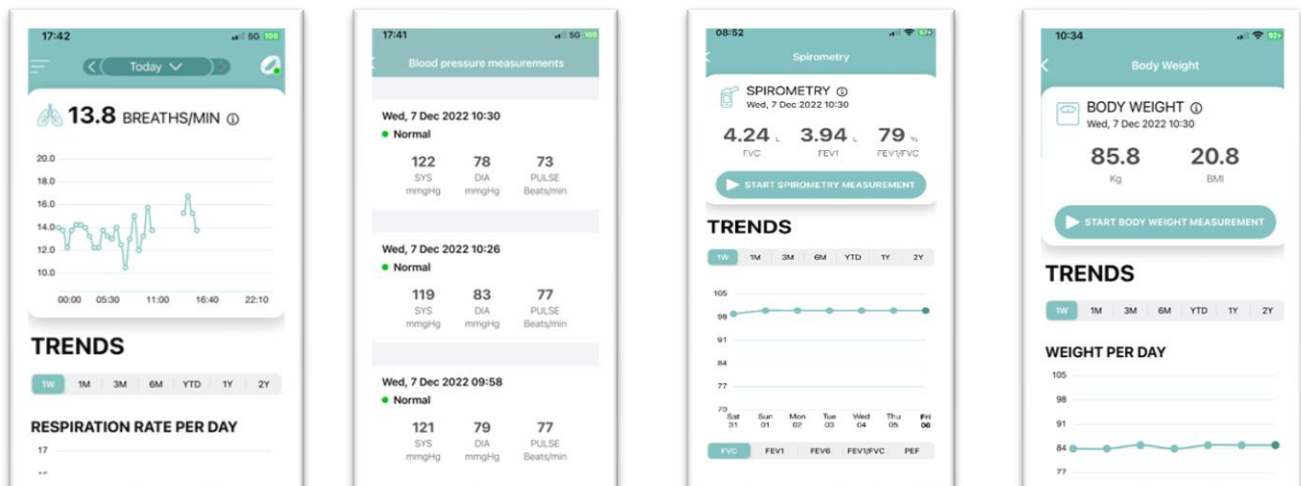 17:42 5G 100
Today
13.8 BREATHS/MIN
20.0
18.0
16.0
14.0
12.0
10.0
00:00 05:30 11:00 16:40 22:10
TRENDS
1W 1M 3M 6M YTD 1Y 2Y
RESPIRATION RATE PER DAY
17
17:41 5G 100
Blood pressure measurements
Wed, 7 Dec 2022 10:30
Normal
122 78 73
SYS DIA PULSE
mmgHg mmgHg Beats/min
Wed, 7 Dec 2022 10:26
Normal
119 83 77
SYS DIA PULSE
mmgHg mmgHg Beats/min
Wed, 7 Dec 2022 09:58
Normal
121 79 77
SYS DIA PULSE
mmgHg mmgHg Beats/min
08:52
Spirometry
SPIROMETRY
Wed, 7 Dec 2022 10:30
4.24 L 3.94 L 79 %
FVC FEV1 FEV1/FVC
START SPIROMETRY MEASUREMENT
TRENDS
1W 1M 3M 6M YTD 1Y 2Y
105
98
91
84
77
70
Sat Sun Mon Tue Wed Thu Fri
31 01 02 03 04 05 06
FVC FEV1 FEV6 FEV1/FVC PEF
10:34
Body Weight
BODY WEIGHT
Wed, 7 Dec 2022 10:30
85.8 20.8
Kg BMI
START BODY WEIGHT MEASUREMENT
TRENDS
1W 1M 3M 6M YTD 1Y 2Y
WEIGHT PER DAY
105
98
91
84
77